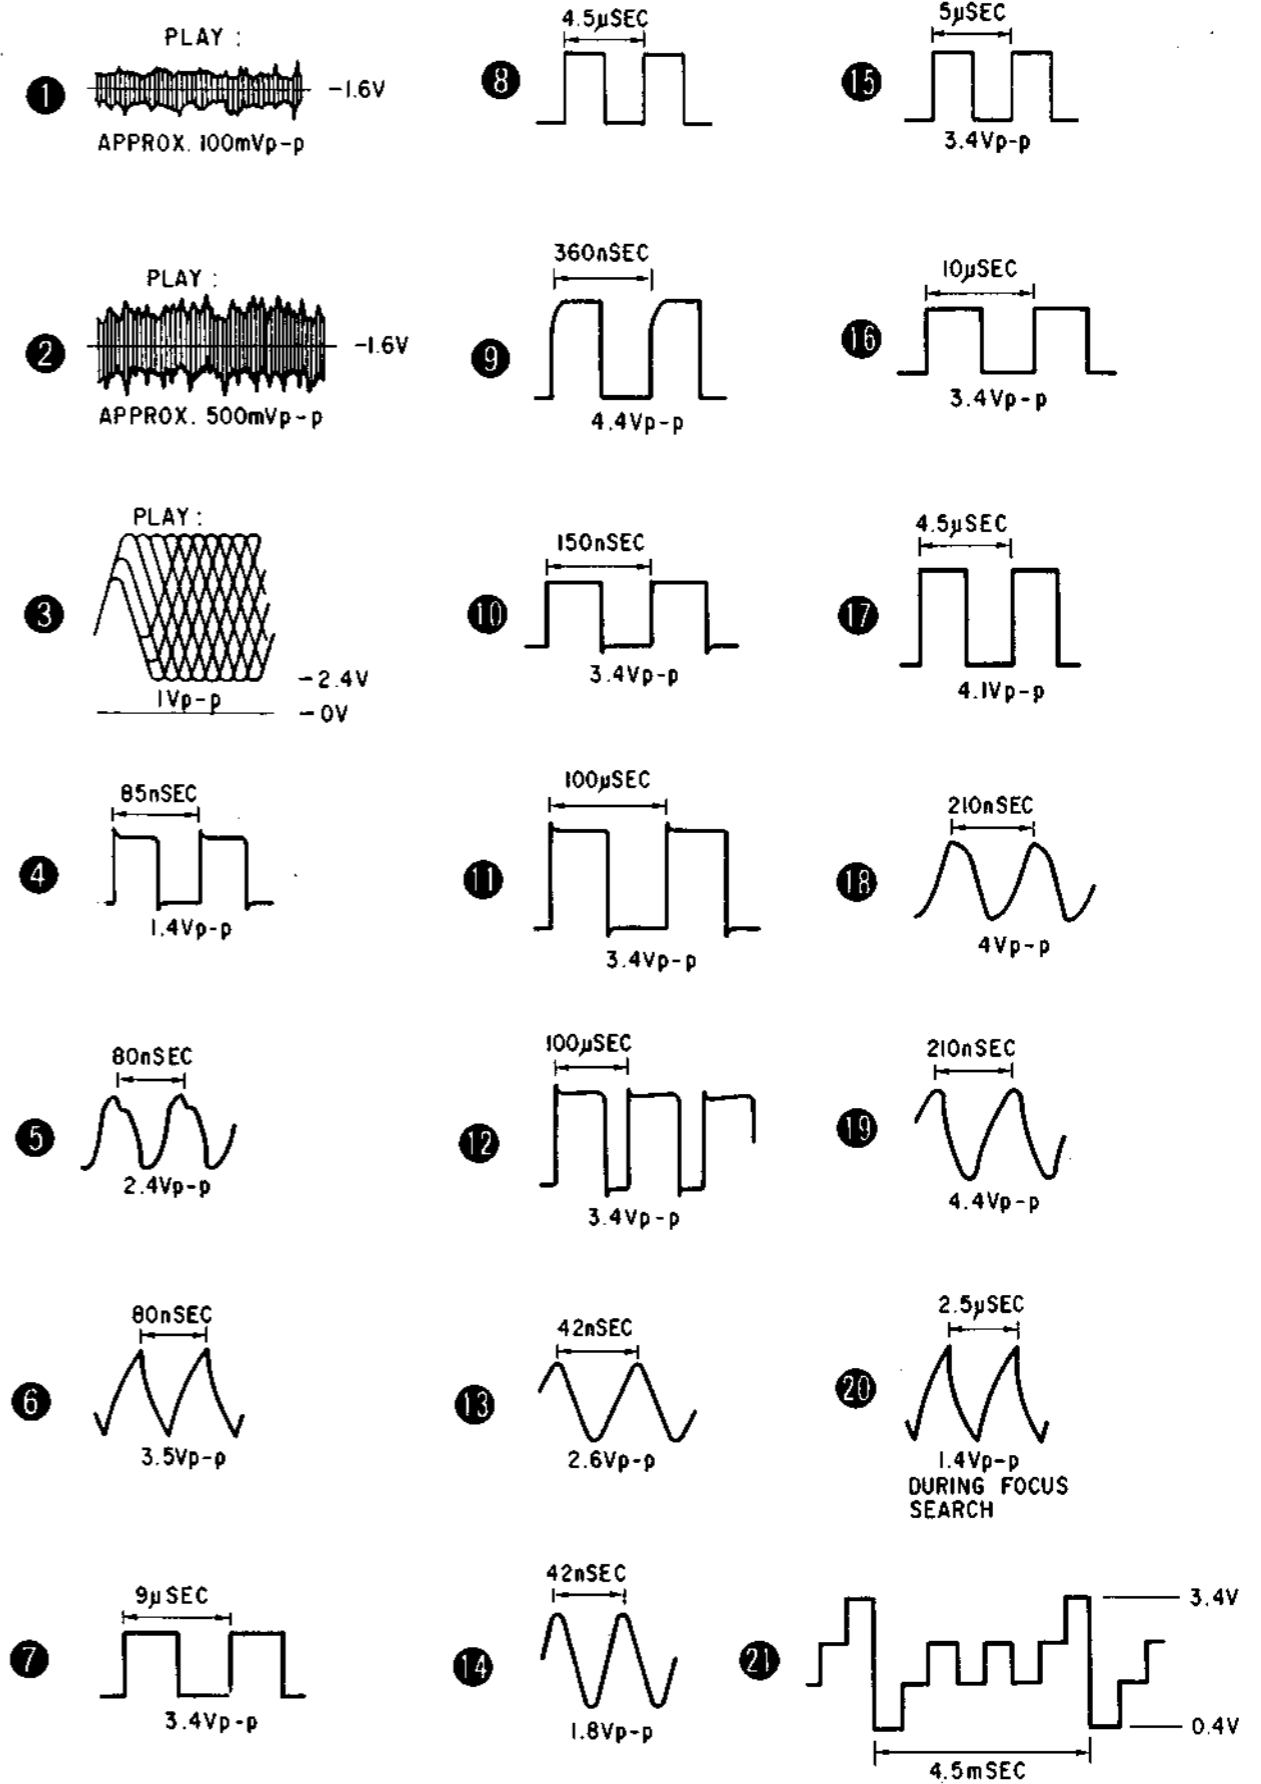 PLAY :
1
-1.6V
APPROX. 100mVp-p
PLAY :
2
-1.6V
APPROX. 500mVp-p
PLAY :
3
-2.4V
1Vp-p
-0V
85nSEC
4
1.4Vp-p
80nSEC
5
2.4Vp-p
80nSEC
6
3.5Vp-p
9μSEC
7
3.4Vp-p
4.5μSEC
8
360nSEC
9
4.4Vp-p
150nSEC
10
3.4Vp-p
100μSEC
11
3.4Vp-p
100μSEC
12
3.4Vp-p
42nSEC
13
2.6Vp-p
42nSEC
14
1.8Vp-p
5μSEC
15
3.4Vp-p
10μSEC
16
3.4Vp-p
4.5μSEC
17
4.1Vp-p
210nSEC
18
4Vp-p
210nSEC
19
4.4Vp-p
2.5μSEC
20
1.4Vp-p
DURING FOCUS
SEARCH
21
3.4V
0.4V
4.5mSEC